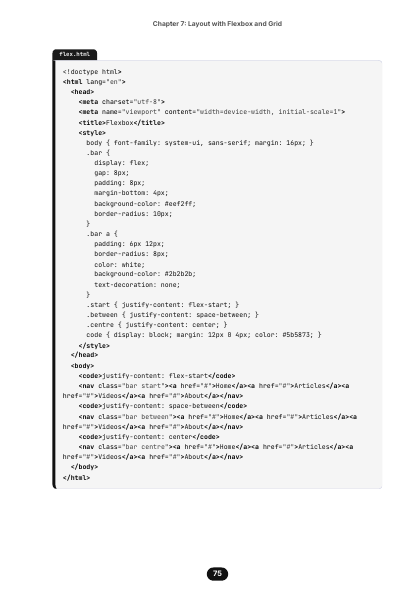 Chapter 7: Layout with Flexbox and Grid
flex.html
<!doctype html>
<html lang="en">
  <head>
    <meta charset="utf-8">
    <meta name="viewport" content="width=device-width, initial-scale=1">
    <title>Flexbox</title>
    <style>
      body { font-family: system-ui, sans-serif; margin: 16px; }
      .bar {
        display: flex;
        gap: 8px;
        padding: 8px;
        margin-bottom: 4px;
        background-color: #eef2ff;
        border-radius: 10px;
      }
      .bar a {
        padding: 6px 12px;
        border-radius: 8px;
        color: white;
        background-color: #2b2b2b;
        text-decoration: none;
      }
      .start { justify-content: flex-start; }
      .between { justify-content: space-between; }
      .centre { justify-content: center; }
      code { display: block; margin: 12px 0 4px; color: #5b5873; }
    </style>
  </head>
  <body>
    <code>justify-content: flex-start</code>
    <nav class="bar start"><a href="#">Home</a><a href="#">Articles</a><a
href="#">Videos</a><a href="#">About</a></nav>
    <code>justify-content: space-between</code>
    <nav class="bar between"><a href="#">Home</a><a href="#">Articles</a><a
href="#">Videos</a><a href="#">About</a></nav>
    <code>justify-content: center</code>
    <nav class="bar centre"><a href="#">Home</a><a href="#">Articles</a><a
href="#">Videos</a><a href="#">About</a></nav>
  </body>
</html>
75